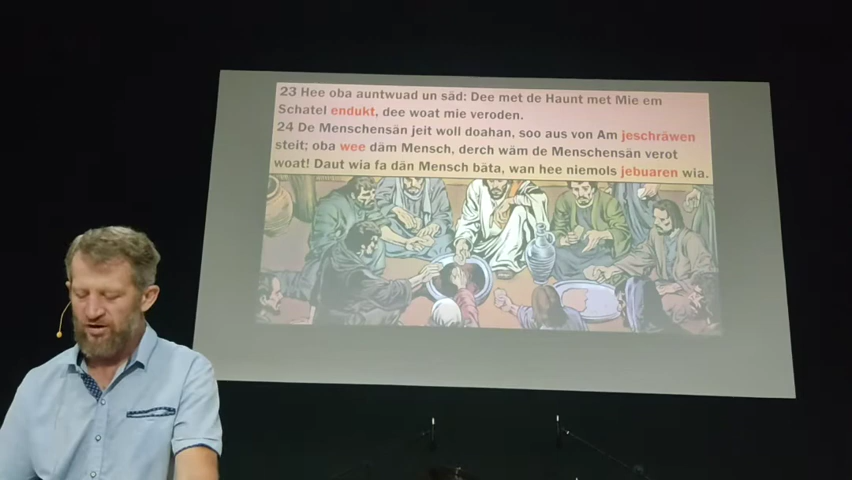 23 Hee oba auntwuad un säd: Dee met de Haunt met Mie em
Schatel endukt, dee woat mie veroden.
24 De Menschensän jeit woll doahan, soo aus von Am jeschräwen
steit; oba wee däm Mensch, derch wäm de Menschensän verot
woat! Daut wia fa dän Mensch bäta, wan hee niemols jebuaren wia.